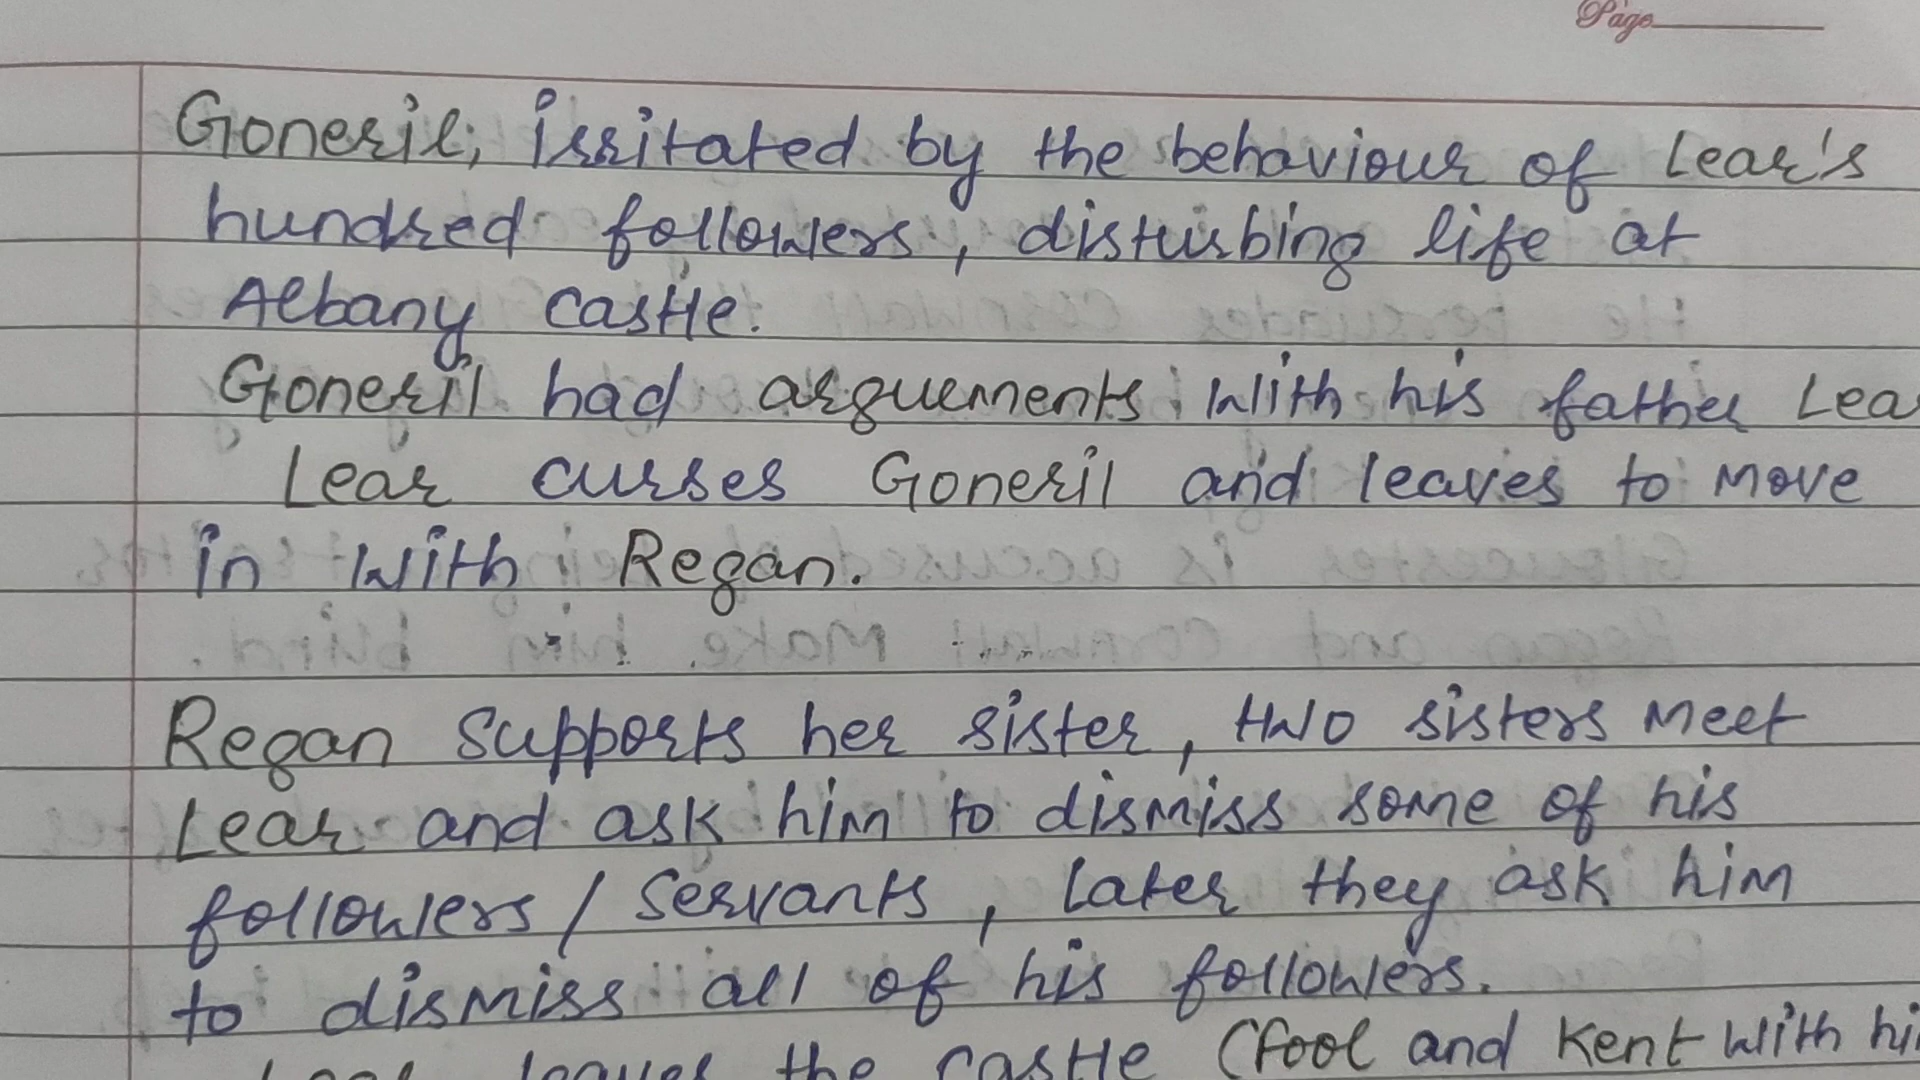 Page
Goneril, irritated by the behaviour of Lear's
hundred followers, disturbing life at
Albany castle.
Goneril had arguements with his father Lea
Lear curses Goneril and leaves to move
in with Regan.
Regan supports her sister, two sisters meet
Lear and ask him to dismiss some of his
followers / servants, later they ask him
to dismiss all of his followers.
Lear leaves the castle (fool and Kent with hi